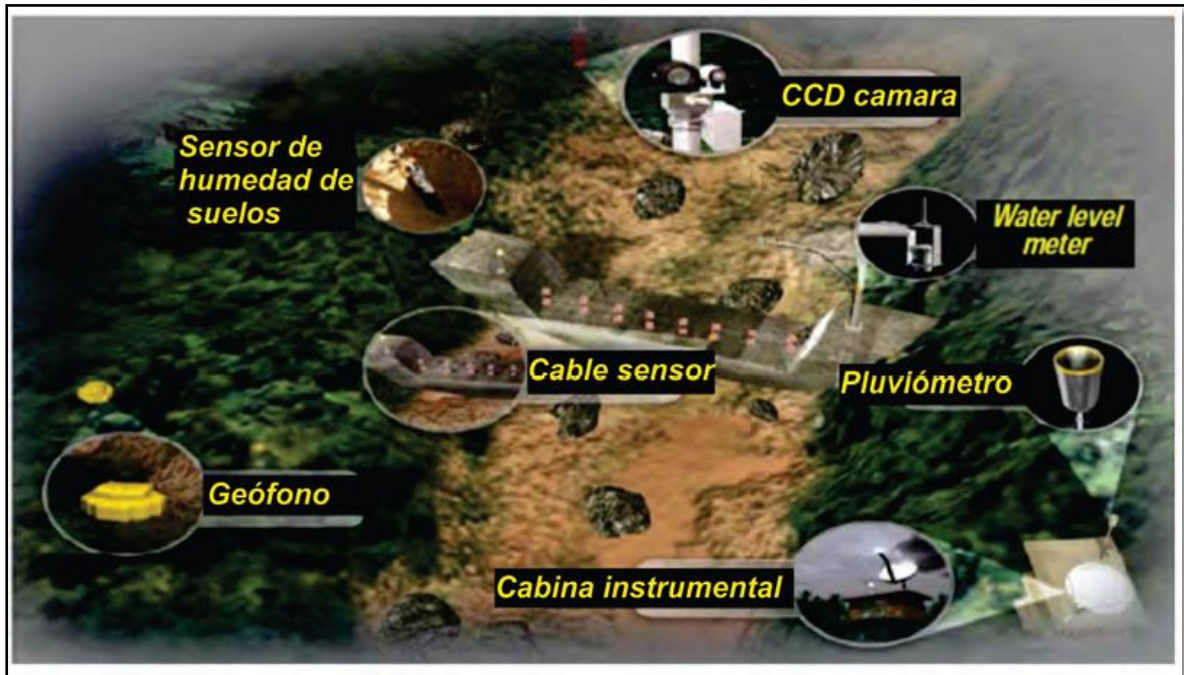 CCD camara
Sensor de
humedad de
suelos
Water level
meter
Cable sensor
Pluviómetro
Geófono
Cabina instrumental